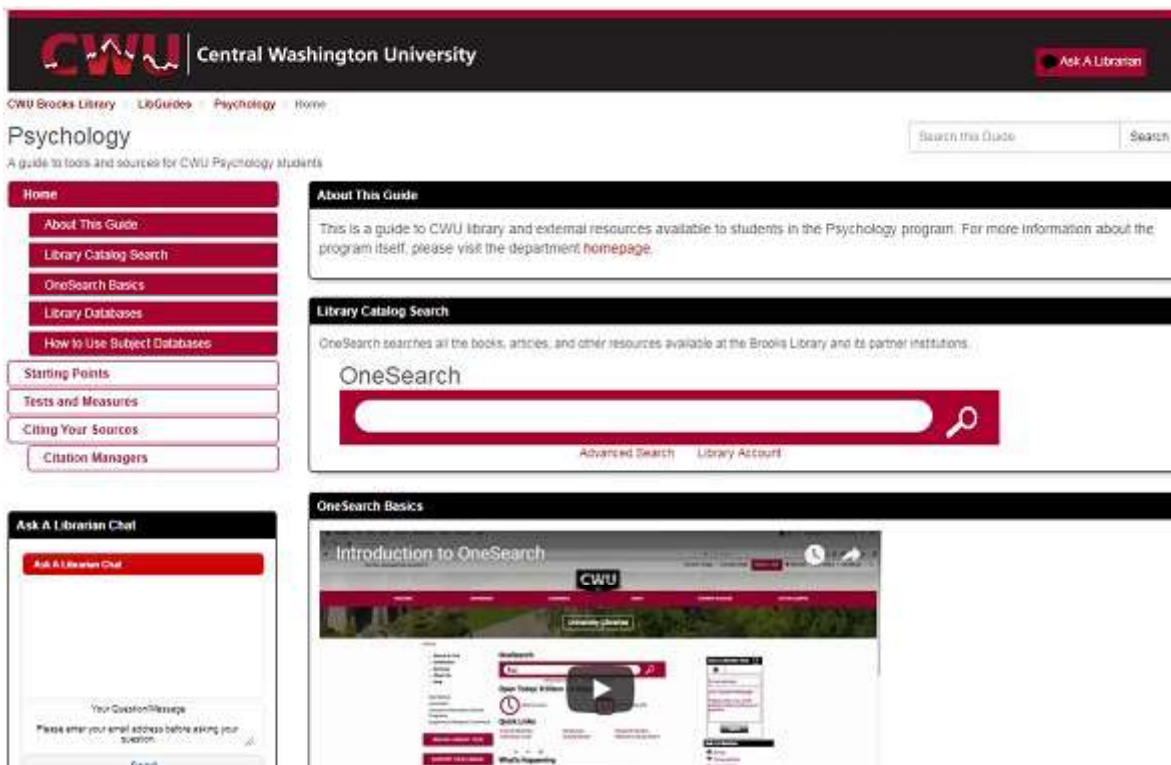 CWU Central Washington University
Ask A Librarian
CWU Brooks Library LibGuides Psychology Home
Psychology
Search this Guide Search
A guide to tools and sources for CWU Psychology students
Home
About This Guide
Library Catalog Search
OneSearch Basics
Library Databases
How to Use Subject Databases
Starting Points
Tests and Measures
Citing Your Sources
Citation Managers
Ask A Librarian Chat
Ask A Librarian Chat
Your Question/Message
Please enter your email address before asking your
question.
About This Guide
This is a guide to CWU library and external resources available to students in the Psychology program. For more information about the
program itself, please visit the department homepage.
Library Catalog Search
OneSearch searches all the books, articles, and other resources available at the Brooks Library and its partner institutions.
OneSearch
Advanced Search Library Account
OneSearch Basics
Introduction to OneSearch
CWU
University Libraries
OneSearch
Quick Links
What's Happening